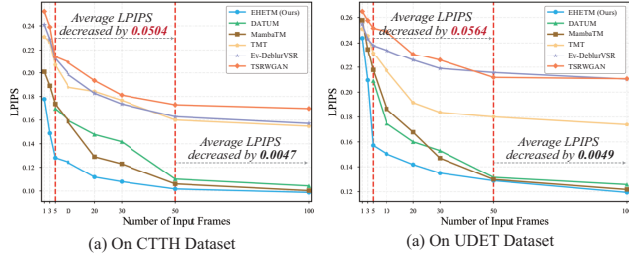 Average LPIPS
decreased by 0.0504
EHETM (Ours)
DATUM
MambaTM
TMT
Ev-DeblurVSR
TSRWGAN
0.24
0.22
0.20
0.18
0.16
0.14
0.12
0.10
LPIPS
Average LPIPS
decreased by 0.0047
1 3 5 20 30 50 100
Number of Input Frames
(a) On CTTH Dataset
Average LPIPS
decreased by 0.0564
EHETM (Ours)
DATUM
MambaTM
TMT
Ev-DeblurVSR
TSRWGAN
0.26
0.24
0.22
0.20
0.18
0.16
0.14
0.12
LPIPS
Average LPIPS
decreased by 0.0049
1 3 5 20 30 50 100
Number of Input Frames
(a) On UDET Dataset